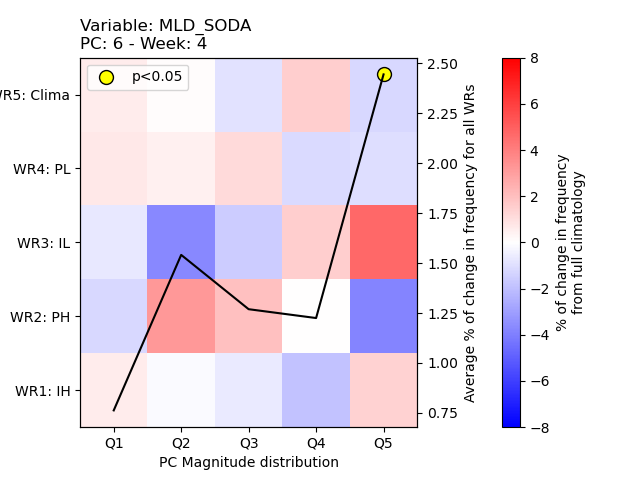 Variable: MLD_SODA
PC: 6 - Week: 4
p<0.05
WR5: Clima
WR4: PL
WR3: IL
WR2: PH
WR1: IH
Q1 Q2 Q3 Q4 Q5
PC Magnitude distribution
2.50
2.25
2.00
1.75
1.50
1.25
1.00
0.75
Average % of change in frequency for all WRs
8
6
4
2
0
−2
−4
−6
−8
% of change in frequency
from full climatology